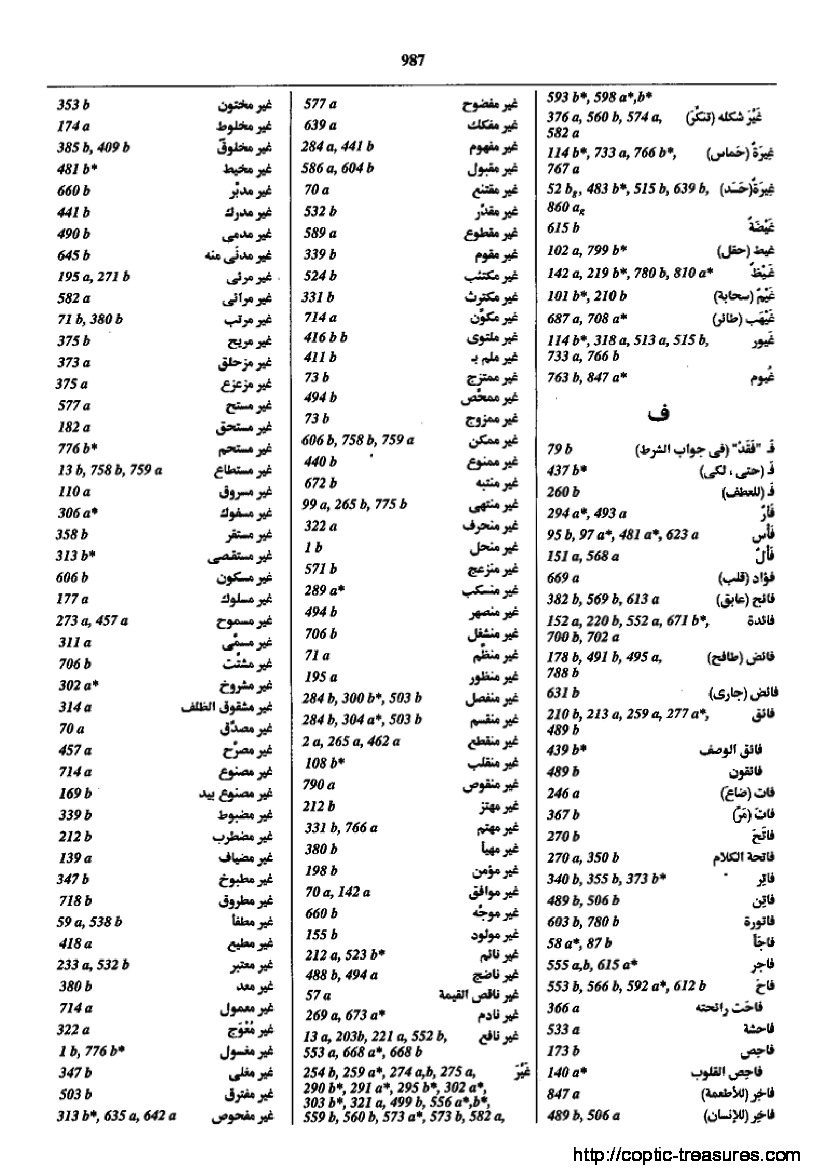 987
غير مختون 353 b
غير مخلوط 174 a
غير مخلوق 385 b, 409 b
غير مخيط 481 b*
غير مدبّر 660 b
غير مدرك 441 b
غير مدمى 490 b
غير مدنّى منه 645 b
غير مرئى 195 a, 271 b
غير مرائى 582 a
غير مرتب 71 b, 380 b
غير مريح 375 b
غير مزحلق 373 a
غير مزعزع 375 a
غير مستح 577 a
غير مستحق 182 a
غير مستحم 776 b*
غير مستطاع 13 b, 758 b, 759 a
غير مسروق 110 a
غير مسفوك 306 a*
غير مستقر 358 b
غير مستقصى 313 b*
غير مسكون 606 b
غير مسلوك 177 a
غير مسموح 273 a, 457 a
غير مسمّى 311 a
غير مشتّت 706 b
غير مشروخ 302 a*
غير مشقوق الظلف 314 a
غير مصدّق 70 a
غير مصرّح 457 a
غير مصنوع 714 a
غير مصنوع بيد 169 b
غير مضبوط 339 b
غير مضطرب 212 b
غير مضياف 139 a
غير مطبوخ 347 b
غير مطروق 718 b
غير مطفأ 59 a, 538 b
غير مطيع 418 a
غير معتبر 233 a, 532 b
غير معد 380 b
غير معمول 714 a
غير مُعْوَج 322 a
غير مغسول 1 b, 776 b*
غير مغلى 347 b
غير مفترق 503 b
غير مفحوص 313 b*, 635 a, 642 a
غير مفضوح 577 a
غير مفكك 639 a
غير مفهوم 284 a, 441 b
غير مقبول 586 a, 604 b
غير مقتنع 70 a
غير مقدّر 532 b
غير مقطوع 589 a
غير مقوم 339 b
غير مكتئب 524 b
غير مكترث 331 b
غير مكوّن 714 a
غير ملتوى 416 b b
غير ملم بـ 411 b
غير ممتزج 73 b
غير ممحّص 494 b
غير ممزوج 73 b
غير ممكن 606 b, 758 b, 759 a
غير ممنوع 440 b
غير منتبه 672 b
غير منتهى 99 a, 265 b, 775 b
غير منحرف 322 a
غير منحل 1 b
غير منزعج 571 b
غير منسكب 289 a*
غير منصهر 494 b
غير منشغل 706 b
غير منظّم 71 a
غير منظور 195 a
غير منفصل 284 b, 300 b*, 503 b
غير منقسم 284 b, 304 a*, 503 b
غير منقطع 2 a, 265 a, 462 a
غير منقلب 108 b*
غير منقوص 790 a
غير مهتز 212 b
غير مهتم 331 b, 766 a
غير مهيأ 380 b
غير مؤمن 198 b
غير موافق 70 a, 142 a
غير موجّه 660 b
غير مولود 155 b
غير نائم 212 a, 523 b*
غير ناضج 488 b, 494 a
غير ناقص القيمة 57 a
غير نادم 269 a, 673 a*
غير نافع 13 a, 203b, 221 a, 552 b,
553 a, 668 a*, 668 b
غَيَّرَ 254 b, 259 a*, 274 a,b, 275 a,
290 b*, 291 a*, 295 b*, 302 a*,
303 b*, 321 a, 499 b, 556 a*,b*,
559 b, 560 b, 573 a*, 573 b, 582 a,
593 b*, 598 a*,b*
غَيَّرَ شكله (تنكَّرَ) 376 a, 560 b, 574 a,
582 a
غيرَةٌ (حَماس) 114 b*, 733 a, 766 b*,
767 a
غيرَةٌ(حَسَد) 52 bR, 483 b*, 515 b, 639 b,
860 aR
غَيْضَةٌ 615 b
غيط (حقل) 102 a, 799 b*
غَيْظٌ 142 a, 219 b*, 780 b, 810 a*
غَيْمٌ (سحابة) 101 b*, 210 b
غَيْهَب (طائر) 687 a, 708 a*
غيور 114 b*, 318 a, 513 a, 515 b,
733 a, 766 b
غُيوم 763 b, 847 a*
ف
فَـ "فَقَدْ" (فى جواب الشرط) 79 b
فَـ (حتى ، لكى) 437 b*
فَـ (للعطف) 260 b
فَارٌ 294 a*, 493 a
فَأس 95 b, 97 a*, 481 a*, 623 a
فَألٌ 151 a, 568 a
فؤاد (قلب) 669 a
فائح (عابق) 382 b, 569 b, 613 a
فائدة 152 a, 220 b, 552 a, 671 b*,
700 b, 702 a
فائض (طافح) 178 b, 491 b, 495 a,
788 b
فائض (جارى) 631 b
فائق 210 b, 213 a, 259 a, 277 a*,
489 b
فائق الوصف 439 b*
فائقون 489 b
فات (ضاعَ) 246 a
فاتَ (مَرَّ) 367 b
فاتَحَ 270 b
فاتحة الكلام 270 a, 350 b
فاتِر 340 b, 355 b, 373 b*
فاتِن 489 b, 506 b
فاتورة 603 b, 780 b
فاجَأ 58 a*, 87 b
فاجر 555 a,b, 615 a*
فاحَ 553 b, 566 b, 592 a*, 612 b
فاحَت رائحته 366 a
فاحشة 533 a
فاحِص 173 b
فاحِص القلوب 140 a*
فاخِر (للأطعمة) 847 a
فاخِر (للإنسان) 489 b, 506 a
http://coptic-treasures.com